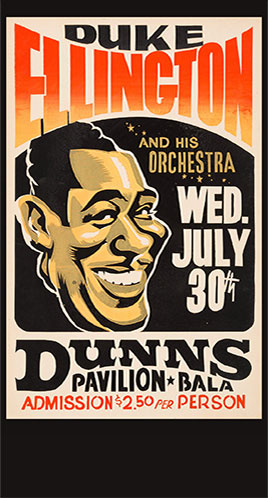 DUKE
ELLINGTON
AND HIS
ORCHESTRA
WED.
JULY
30th
DUNNS
PAVILION ★ BALA
ADMISSION $2.50 PER PERSON